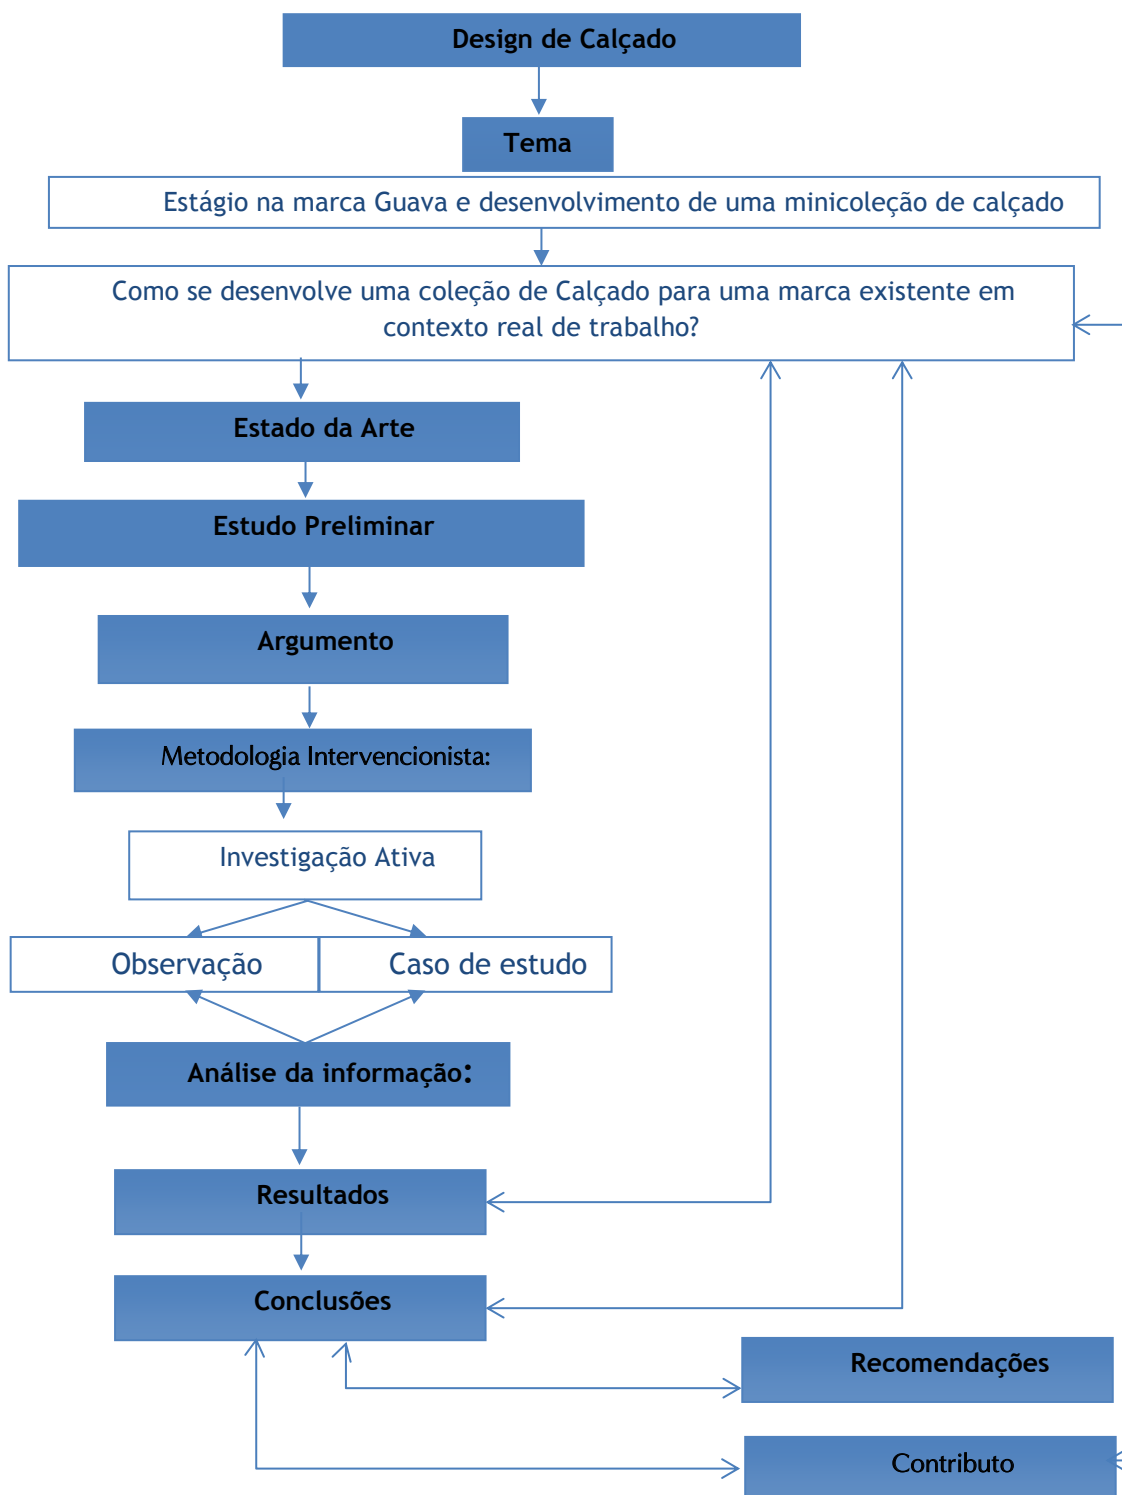 Design de Calçado
Tema
Estágio na marca Guava e desenvolvimento de uma minicoleção de calçado
Como se desenvolve uma coleção de Calçado para uma marca existente em
contexto real de trabalho?
Estado da Arte
Estudo Preliminar
Argumento
Metodologia Intervencionista:
Investigação Ativa
Observação
Caso de estudo
Análise da informação:
Resultados
Conclusões
Recomendações
Contributo